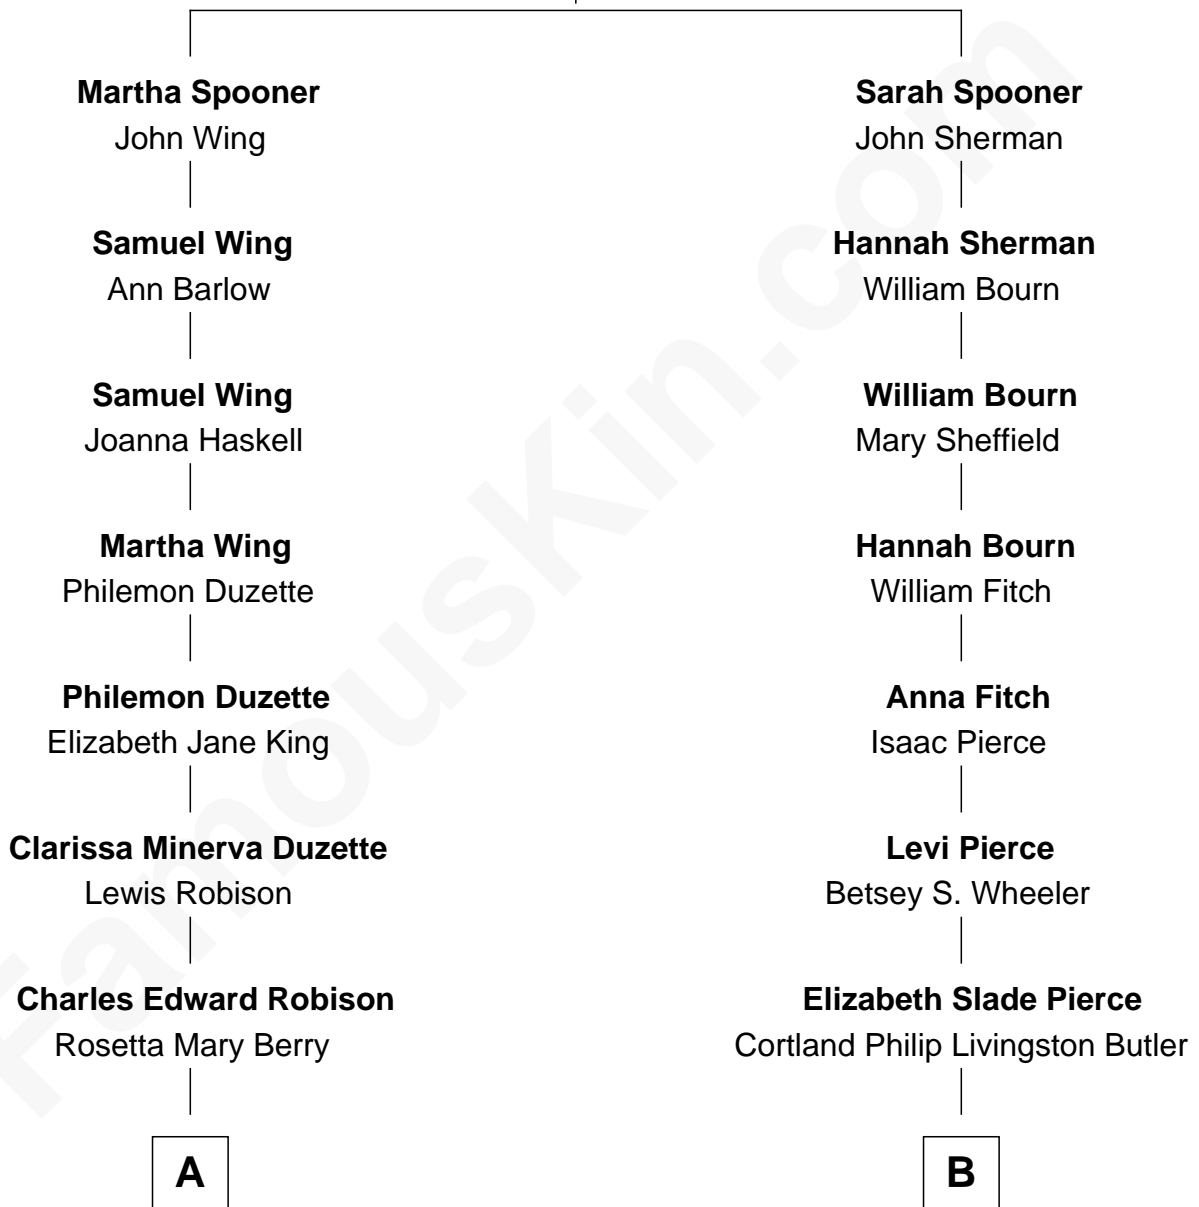 Martha Spooner
John Wing
Samuel Wing
Ann Barlow
Samuel Wing
Joanna Haskell
Martha Wing
Philemon Duzette
Philemon Duzette
Elizabeth Jane King
Clarissa Minerva Duzette
Lewis Robison
Charles Edward Robison
Rosetta Mary Berry
A
Sarah Spooner
John Sherman
Hannah Sherman
William Bourn
William Bourn
Mary Sheffield
Hannah Bourn
William Fitch
Anna Fitch
Isaac Pierce
Levi Pierce
Betsey S. Wheeler
Elizabeth Slade Pierce
Cortland Philip Livingston Butler
B
FamousKin.com